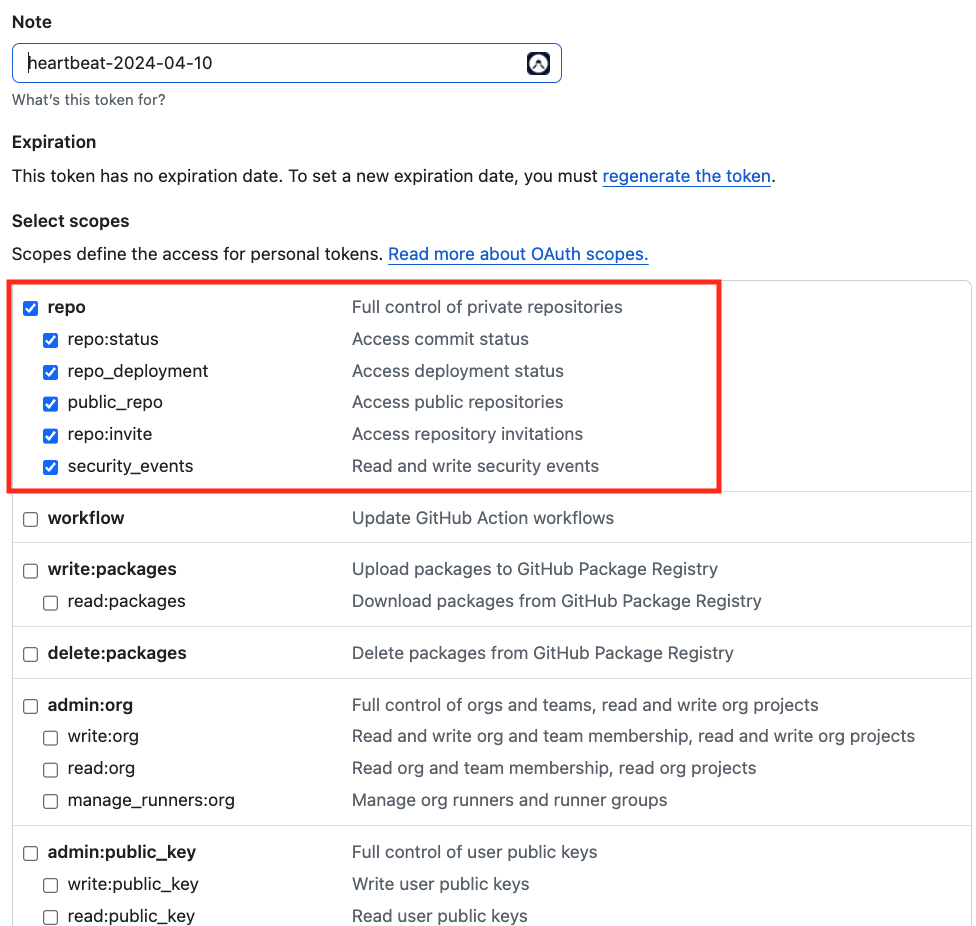 Note
heartbeat-2024-04-10
What's this token for?
Expiration
This token has no expiration date. To set a new expiration date, you must regenerate the token.
Select scopes
Scopes define the access for personal tokens. Read more about OAuth scopes.
repo Full control of private repositories
repo:status Access commit status
repo_deployment Access deployment status
public_repo Access public repositories
repo:invite Access repository invitations
security_events Read and write security events
workflow Update GitHub Action workflows
write:packages Upload packages to GitHub Package Registry
read:packages Download packages from GitHub Package Registry
delete:packages Delete packages from GitHub Package Registry
admin:org Full control of orgs and teams, read and write org projects
write:org Read and write org and team membership, read and write org projects
read:org Read org and team membership, read org projects
manage_runners:org Manage org runners and runner groups
admin:public_key Full control of user public keys
write:public_key Write user public keys
read:public_key Read user public keys